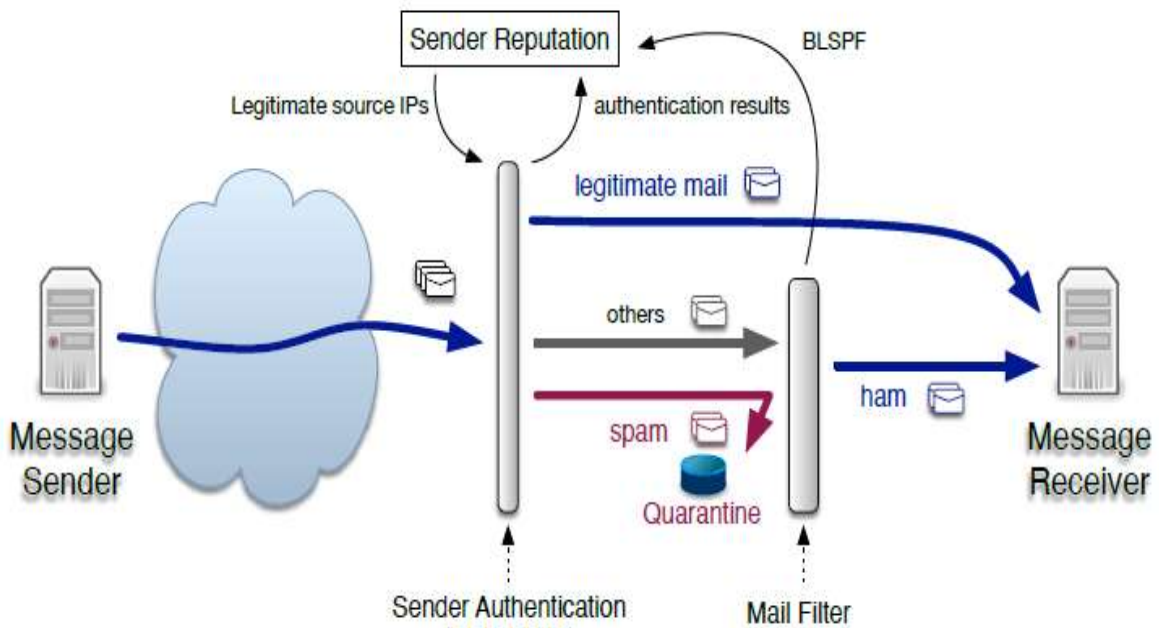 Sender Reputation
BLSPF
Legitimate source IPs
authentication results
legitimate mail
others
spam
Quarantine
ham
Message
Sender
Message
Receiver
Sender Authentication
Mail Filter